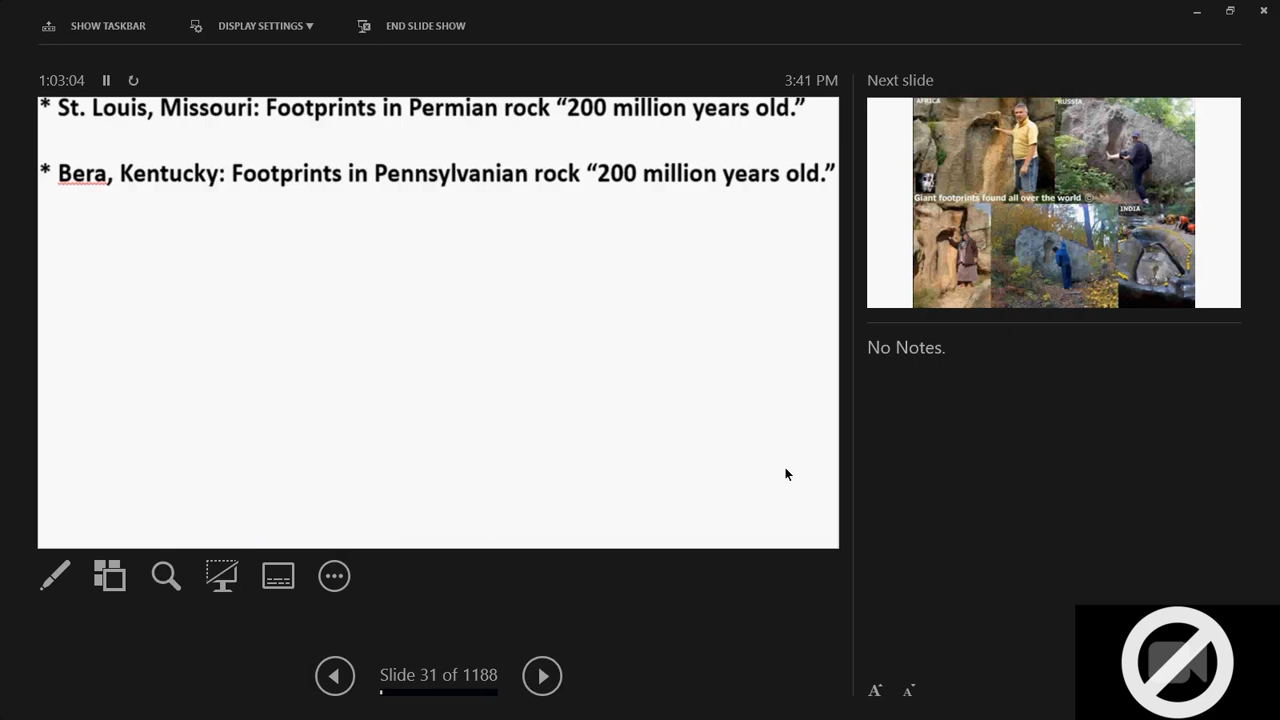 SHOW TASKBAR
DISPLAY SETTINGS ▼
END SLIDE SHOW
1:03:04
3:41 PM
Next slide
* St. Louis, Missouri: Footprints in Permian rock “200 million years old.”
* Bera, Kentucky: Footprints in Pennsylvanian rock “200 million years old.”
AFRICA
RUSSIA
Giant footprints found all over the world ©
INDIA
No Notes.
Slide 31 of 1188
A A